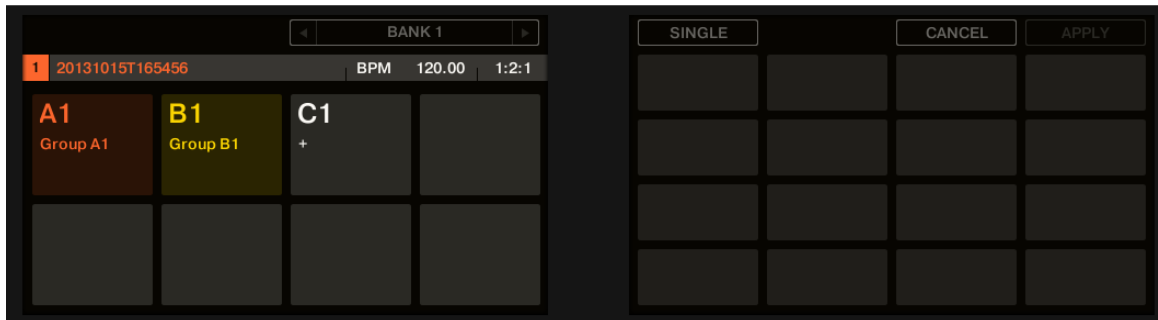 ◀ BANK 1 ▶
1 20131015T165456 BPM 120.00 1:2:1
A1 B1 C1
Group A1 Group B1 +
SINGLE CANCEL APPLY